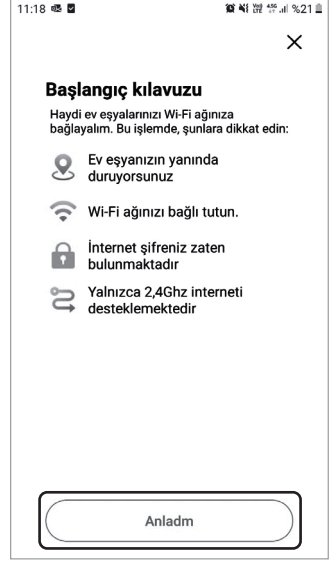 11:18 %21
Başlangıç kılavuzu
Haydi ev eşyalarınızı Wi-Fi ağınıza
bağlayalım. Bu işlemde, şunlara dikkat edin:
Ev eşyanızın yanında
duruyorsunuz
Wi-Fi ağınızı bağlı tutun.
İnternet şifreniz zaten
bulunmaktadır
Yalnızca 2,4Ghz interneti
desteklemektedir
Anladm